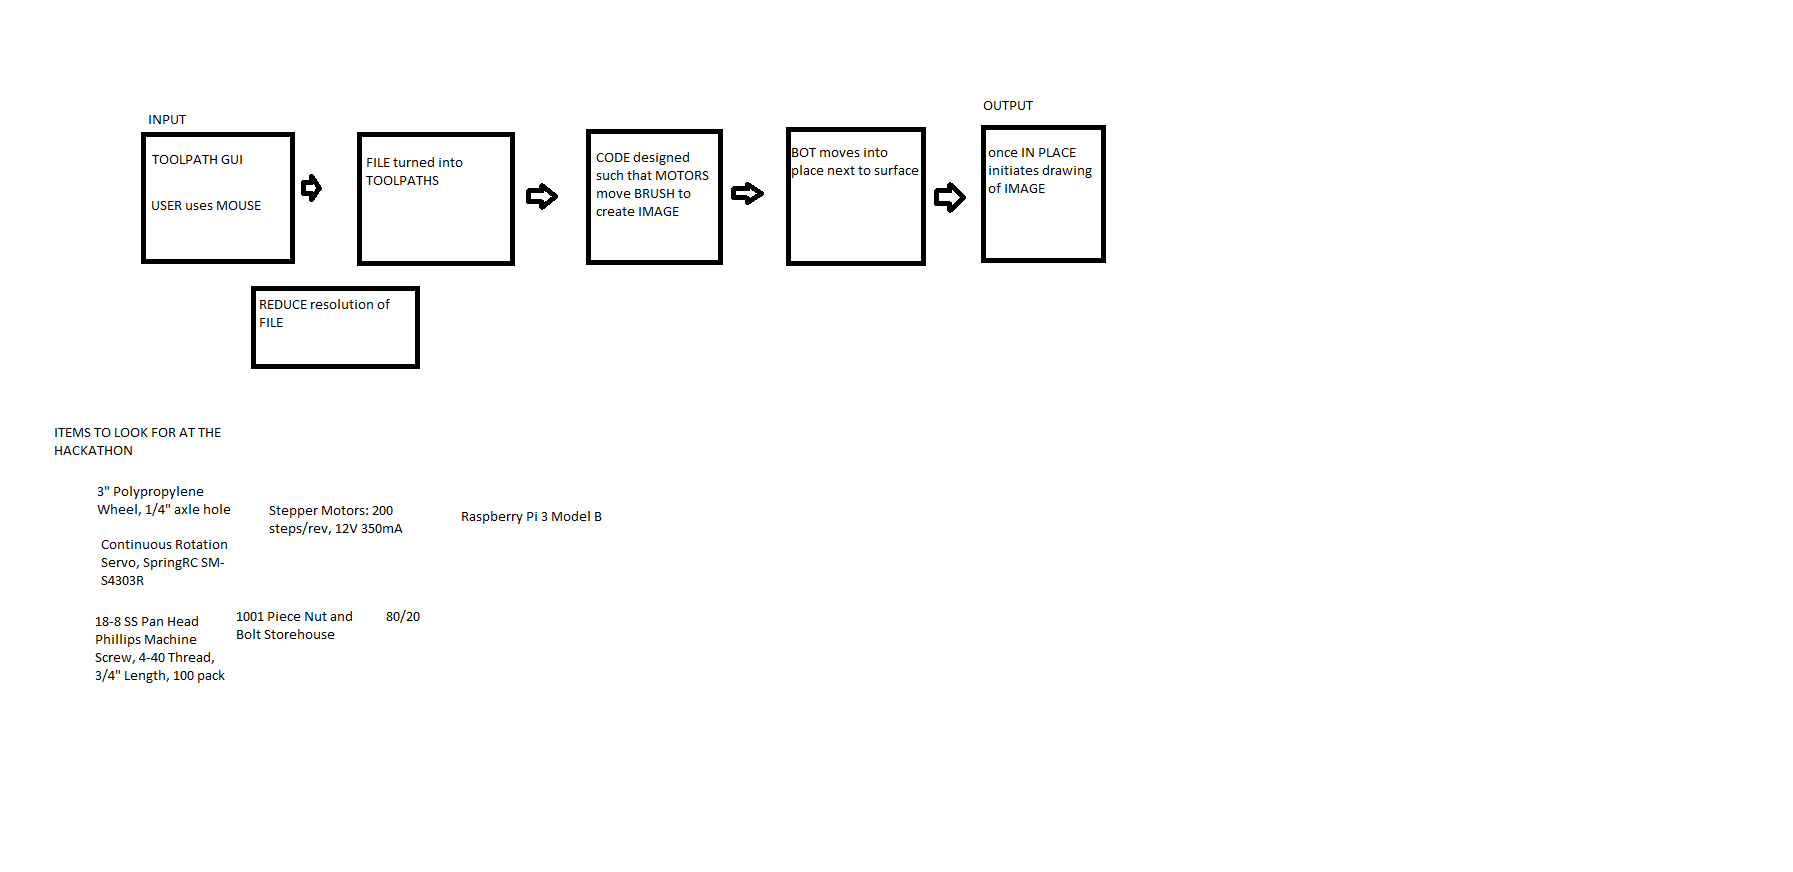 INPUT
TOOLPATH GUI
USER uses MOUSE
FILE turned into
TOOLPATHS
CODE designed
such that MOTORS
move BRUSH to
create IMAGE
BOT moves into
place next to surface
OUTPUT
once IN PLACE
initiates drawing
of IMAGE
REDUCE resolution of
FILE
ITEMS TO LOOK FOR AT THE
HACKATHON
3" Polypropylene
Wheel, 1/4" axle hole
Stepper Motors: 200
steps/rev, 12V 350mA
Raspberry Pi 3 Model B
Continuous Rotation
Servo, SpringRC SM-
S4303R
18-8 SS Pan Head
Phillips Machine
Screw, 4-40 Thread,
3/4" Length, 100 pack
1001 Piece Nut and
Bolt Storehouse
80/20